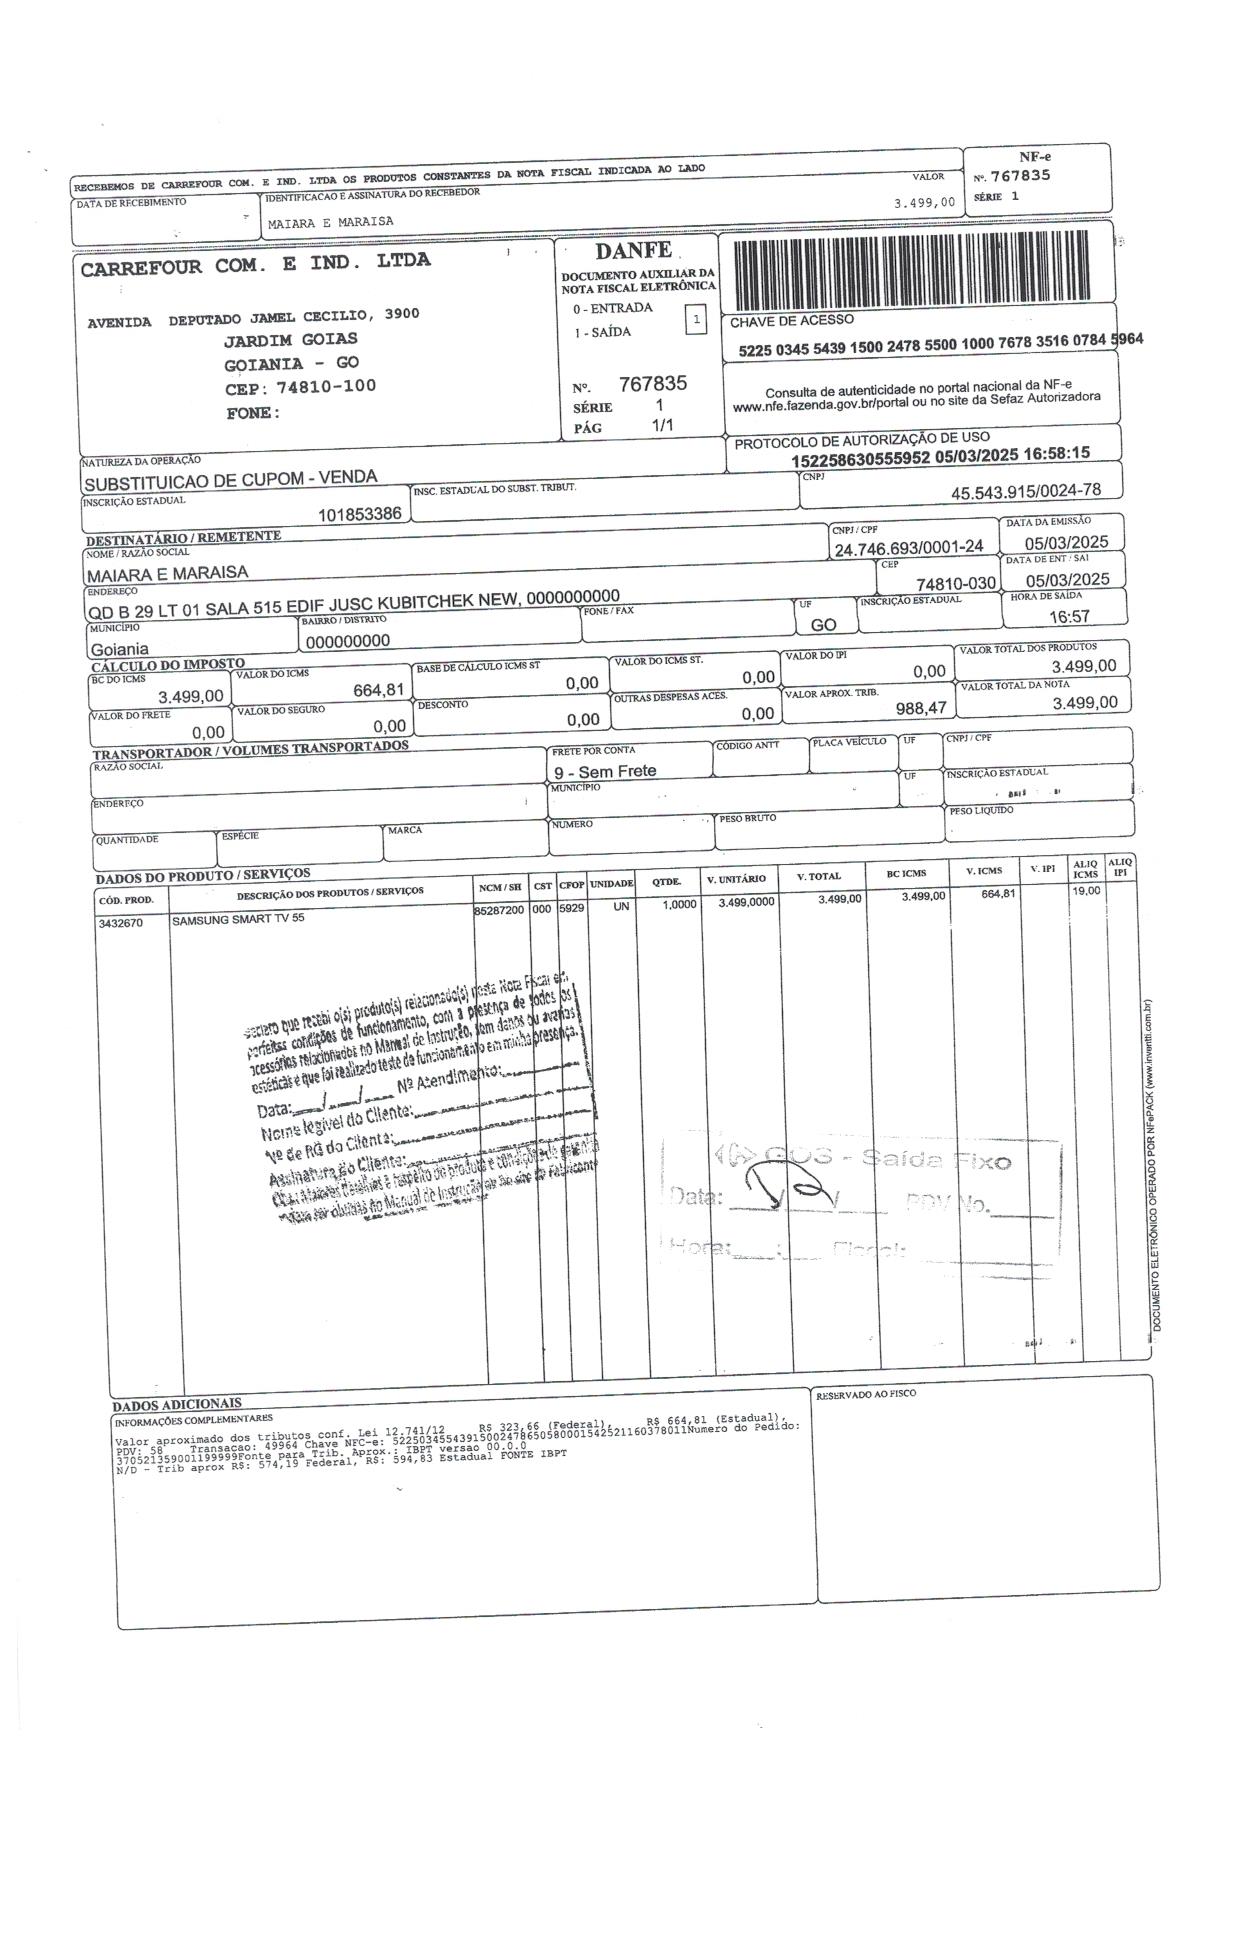 RECEBEMOS DE CARREFOUR COM. E IND. LTDA OS PRODUTOS CONSTANTES DA NOTA FISCAL INDICADA AO LADO
VALOR
3.499,00
NF-e
Nº. 767835
SÉRIE 1
DATA DE RECEBIMENTO
IDENTIFICACAO E ASSINATURA DO RECEBEDOR
MAIARA E MARAISA
CARREFOUR COM. E IND. LTDA
AVENIDA DEPUTADO JAMEL CECILIO, 3900
JARDIM GOIAS
GOIANIA - GO
CEP: 74810-100
FONE:
DANFE
DOCUMENTO AUXILIAR DA
NOTA FISCAL ELETRÔNICA
0 - ENTRADA
1 - SAÍDA
1
Nº. 767835
SÉRIE 1
PÁG 1/1
CHAVE DE ACESSO
5225 0345 5439 1500 2478 5500 1000 7678 3516 0784 5964
Consulta de autenticidade no portal nacional da NF-e
www.nfe.fazenda.gov.br/portal ou no site da Sefaz Autorizadora
PROTOCOLO DE AUTORIZAÇÃO DE USO
152258630555952 05/03/2025 16:58:15
NATUREZA DA OPERAÇÃO
SUBSTITUICAO DE CUPOM - VENDA
INSCRIÇÃO ESTADUAL
101853386
INSC. ESTADUAL DO SUBST. TRIBUT.
CNPJ
45.543.915/0024-78
DESTINATÁRIO / REMETENTE
NOME / RAZÃO SOCIAL
MAIARA E MARAISA
CNPJ / CPF
24.746.693/0001-24
DATA DA EMISSÃO
05/03/2025
ENDEREÇO
QD B 29 LT 01 SALA 515 EDIF JUSC KUBITCHEK NEW, 0000000000
CEP
74810-030
DATA DE ENT / SAI
05/03/2025
MUNICÍPIO
Goiania
BAIRRO / DISTRITO
000000000
FONE / FAX
UF
GO
INSCRIÇÃO ESTADUAL
HORA DE SAÍDA
16:57
CÁLCULO DO IMPOSTO
BC DO ICMS
3.499,00
VALOR DO ICMS
664,81
BASE DE CÁLCULO ICMS ST
0,00
VALOR DO ICMS ST.
0,00
VALOR DO IPI
0,00
VALOR TOTAL DOS PRODUTOS
3.499,00
VALOR DO FRETE
0,00
VALOR DO SEGURO
0,00
DESCONTO
0,00
OUTRAS DESPESAS ACES.
0,00
VALOR APROX. TRIB.
988,47
VALOR TOTAL DA NOTA
3.499,00
TRANSPORTADOR / VOLUMES TRANSPORTADOS
RAZÃO SOCIAL
FRETE POR CONTA
9 - Sem Frete
CÓDIGO ANTT
PLACA VEÍCULO
UF
CNPJ / CPF
ENDEREÇO
MUNICÍPIO
UF
INSCRIÇÃO ESTADUAL
QUANTIDADE
ESPÉCIE
MARCA
NUMERO
PESO BRUTO
PESO LIQUIDO
DADOS DO PRODUTO / SERVIÇOS
CÓD. PROD. DESCRIÇÃO DOS PRODUTOS / SERVIÇOS NCM / SH CST CFOP UNIDADE QTDE. V. UNITÁRIO V. TOTAL BC ICMS V. ICMS V. IPI ALIQ ICMS ALIQ IPI
3432670 SAMSUNG SMART TV 55 85287200 000 5929 UN 1,0000 3.499,0000 3.499,00 3.499,00 664,81 19,00
que recebi o(s) produto(s) relacionado(s) nesta Nota Fiscal em
perfeitas condições de funcionamento, com a presença de todos os
acessórios relacionados no Manual de Instrução, sem danos ou avarias
estéticas e que foi realizado teste de funcionamento em minha presença.
Data: ___/___/___ Nº Atendimento:
Nome legível do Cliente:
Nº de RG do Cliente:
Assinatura do Cliente:
Maiores detalhes a respeito do produto e condições de garantia
ser obtidas no Manual de Instrução ou no site do fabricante
- Saída Fixo
Data: ___/___/___ PDV No.
Hora: ___:___ Fiscal:
DOCUMENTO ELETRÔNICO OPERADO POR NFePACK (www.inventti.com.br)
DADOS ADICIONAIS
INFORMAÇÕES COMPLEMENTARES
Valor aproximado dos tributos conf. Lei 12.741/12 R$ 323,66 (Federal), R$ 664,81 (Estadual),
PDV: 58 Transacao: 49964 Chave NFC-e: 52250345543915002478650580001542521160378011Numero do Pedido:
370521359001199999Fonte para Trib. Aprox.: IBPT versao 00.0.0
N/D - Trib aprox R$: 574,19 Federal, R$: 594,83 Estadual FONTE IBPT
RESERVADO AO FISCO